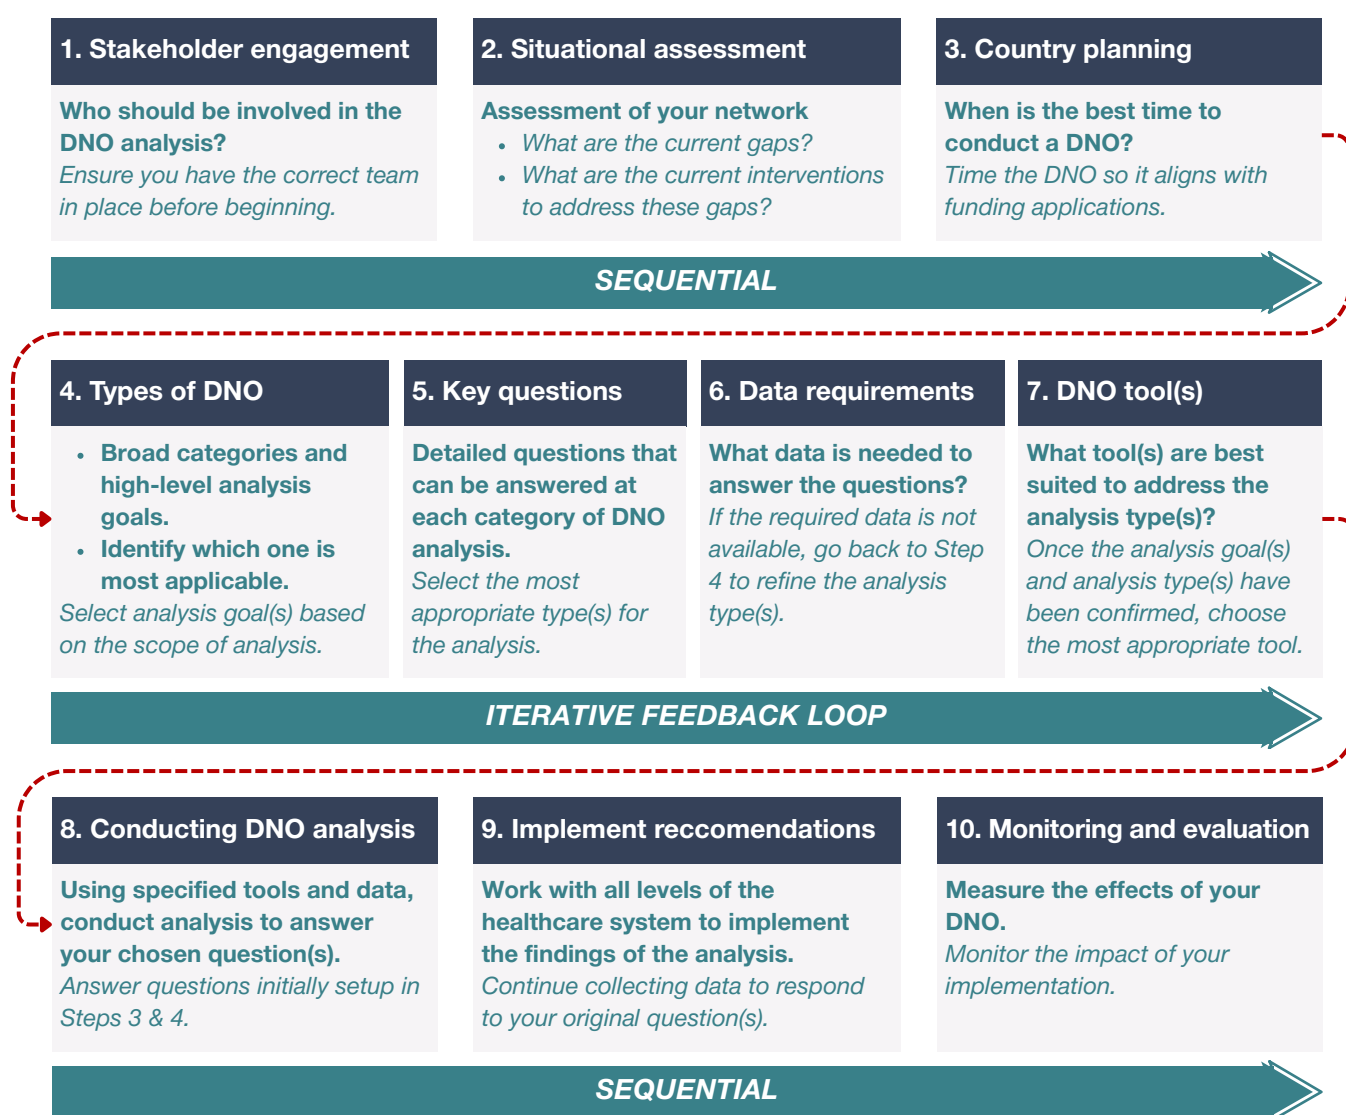 1. Stakeholder engagement
Who should be involved in the
DNO analysis?
Ensure you have the correct team
in place before beginning.
2. Situational assessment
Assessment of your network
• What are the current gaps?
• What are the current interventions
to address these gaps?
3. Country planning
When is the best time to
conduct a DNO?
Time the DNO so it aligns with
funding applications.
SEQUENTIAL
4. Types of DNO
• Broad categories and
high-level analysis
goals.
• Identify which one is
most applicable.
Select analysis goal(s) based
on the scope of analysis.
5. Key questions
Detailed questions that
can be answered at
each category of DNO
analysis.
Select the most
appropriate type(s) for
the analysis.
6. Data requirements
What data is needed to
answer the questions?
If the required data is not
available, go back to Step
4 to refine the analysis
type(s).
7. DNO tool(s)
What tool(s) are best
suited to address the
analysis type(s)?
Once the analysis goal(s)
and analysis type(s) have
been confirmed, choose
the most appropriate tool.
ITERATIVE FEEDBACK LOOP
8. Conducting DNO analysis
Using specified tools and data,
conduct analysis to answer
your chosen question(s).
Answer questions initially setup in
Steps 3 & 4.
9. Implement reccomendations
Work with all levels of the
healthcare system to implement
the findings of the analysis.
Continue collecting data to respond
to your original question(s).
10. Monitoring and evaluation
Measure the effects of your
DNO.
Monitor the impact of your
implementation.
SEQUENTIAL